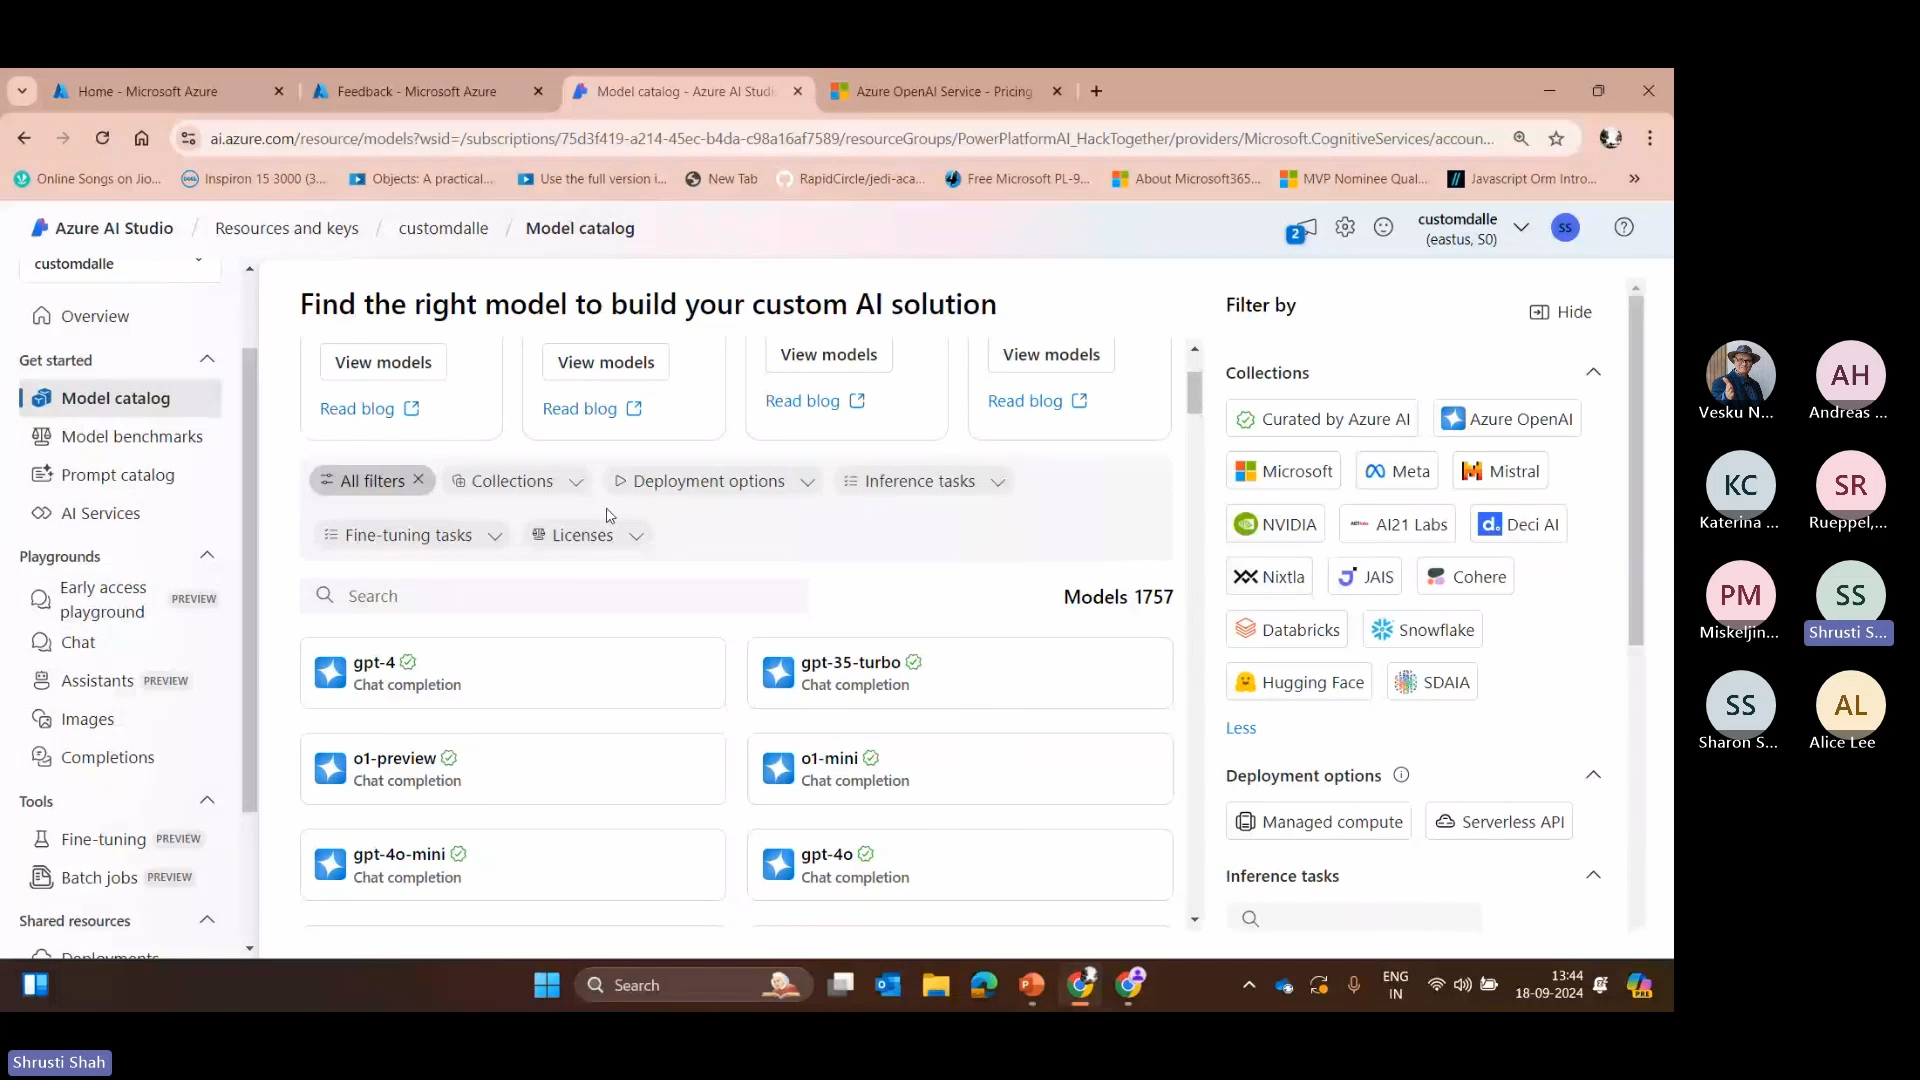 Home - Microsoft Azure
Feedback - Microsoft Azure
Model catalog - Azure AI Studi
Azure OpenAI Service - Pricing
ai.azure.com/resource/models?wsid=/subscriptions/75d3f419-a214-45ec-b4da-c98a16af7589/resourceGroups/PowerPlatformAI_HackTogether/providers/Microsoft.CognitiveServices/accoun...
Online Songs on Jio...
Inspiron 15 3000 (3...
Objects: A practical...
Use the full version i...
New Tab
RapidCircle/jedi-aca...
Free Microsoft PL-9...
About Microsoft365...
MVP Nominee Qual...
Javascript Orm Intro...
Azure AI Studio / Resources and keys / customdalle / Model catalog
2
customdalle
(eastus, S0)
SS
customdalle
Overview
Get started
Model catalog
Model benchmarks
Prompt catalog
AI Services
Playgrounds
Early access
playground
PREVIEW
Chat
Assistants PREVIEW
Images
Completions
Tools
Fine-tuning PREVIEW
Batch jobs PREVIEW
Shared resources
Deployments
Find the right model to build your custom AI solution
View models
View models
View models
View models
Read blog
Read blog
Read blog
Read blog
All filters
Collections
Deployment options
Inference tasks
Fine-tuning tasks
Licenses
Search
Models 1757
gpt-4
Chat completion
gpt-35-turbo
Chat completion
o1-preview
Chat completion
o1-mini
Chat completion
gpt-4o-mini
Chat completion
gpt-4o
Chat completion
Filter by
Hide
Collections
Curated by Azure AI
Azure OpenAI
Microsoft
Meta
Mistral
NVIDIA
AI21 Labs
Deci AI
Nixtla
JAIS
Cohere
Databricks
Snowflake
Hugging Face
SDAIA
Less
Deployment options
Managed compute
Serverless API
Inference tasks
Search
ENG
IN
13:44
18-09-2024
PRE
Vesku N...
AH
Andreas ...
KC
Katerina ...
SR
Rueppel,...
PM
Miskeljin...
SS
Shrusti S...
SS
Sharon S...
AL
Alice Lee
Shrusti Shah